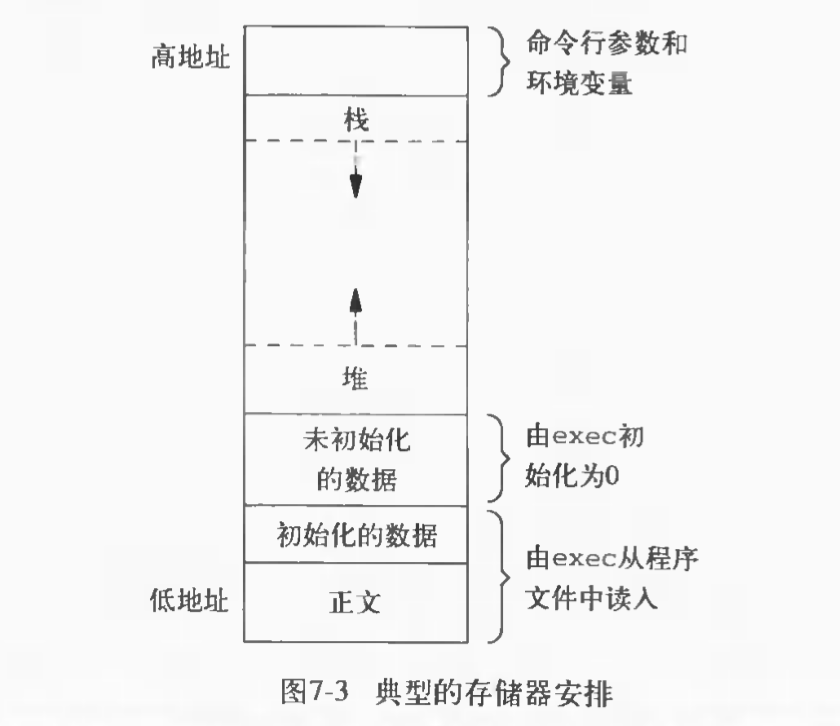 高地址
命令行参数和
环境变量
栈
堆
未初始化
的数据
由exec初
始化为0
初始化的数据
由exec从程序
文件中读入
低地址
正文
图7-3 典型的存储器安排